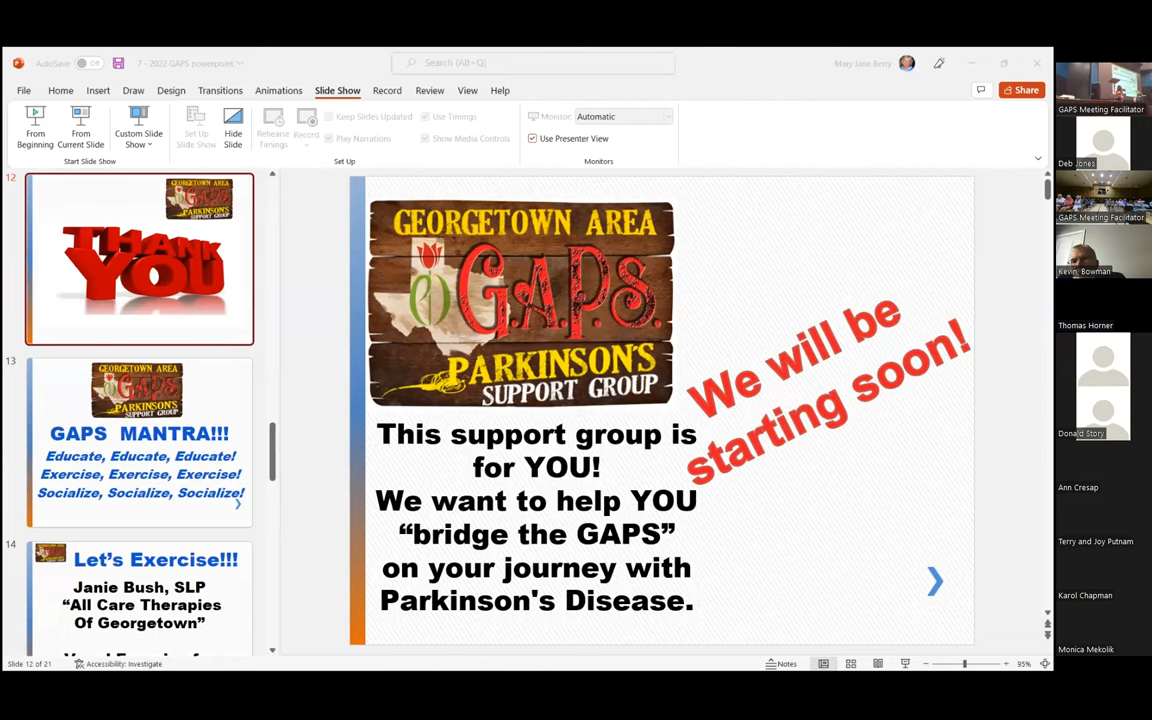 AutoSave
Off
7 - 2022 GAPS powerpoint
Search (Alt+Q)
Mary Jane Berry
File
Home
Insert
Draw
Design
Transitions
Animations
Slide Show
Record
Review
View
Help
Share
From
Beginning
From
Current Slide
Custom Slide
Show
Start Slide Show
Set Up
Slide Show
Hide
Slide
Rehearse
Timings
Record
Keep Slides Updated
Play Narrations
Use Timings
Show Media Controls
Set Up
Monitor:
Automatic
Use Presenter View
Monitors
12
G.A.P.S.
PARKINSON'S
SUPPORT GROUP
THANK
YOU
13
GEORGETOWN AREA
G.A.P.S.
PARKINSON'S
SUPPORT GROUP
GAPS MANTRA!!!
Educate, Educate, Educate!
Exercise, Exercise, Exercise!
Socialize, Socialize, Socialize!
14
Let's Exercise!!!
Janie Bush, SLP
“All Care Therapies
Of Georgetown”
GEORGETOWN AREA
G.A.P.S.
PARKINSON'S
SUPPORT GROUP
We will be
starting soon!
This support group is
for YOU!
We want to help YOU
“bridge the GAPS”
on your journey with
Parkinson's Disease.
Slide 12 of 21
Accessibility: Investigate
Notes
95%
GAPS Meeting Facilitator
Deb Jones
GAPS Meeting Facilitator
Kevin Bowman
Thomas Horner
Donald Story
Ann Cresap
Terry and Joy Putnam
Karol Chapman
Monica Mekolik